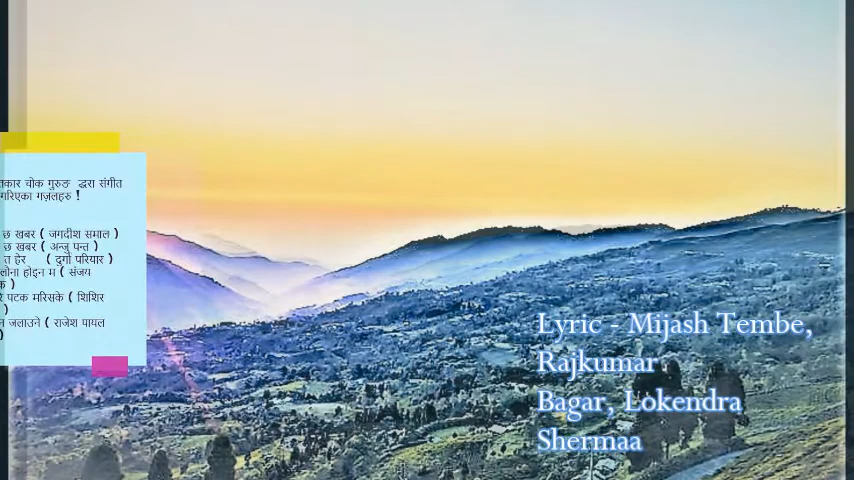 चोक गुरुङ द्धरा संगीत
गरिएका गज़लहरु !
छ खबर ( जगदीश समाल )
छ खबर ( अन्जु पन्त )
त हेर ( दुर्गा परियार )
होइन म ( संजय
)
पटक मरिसके ( शिशिर
)
जलाउने ( राजेश पायल
)
Lyric - Mijash Tembe,
Rajkumar
Bagar, Lokendra
Shermaa